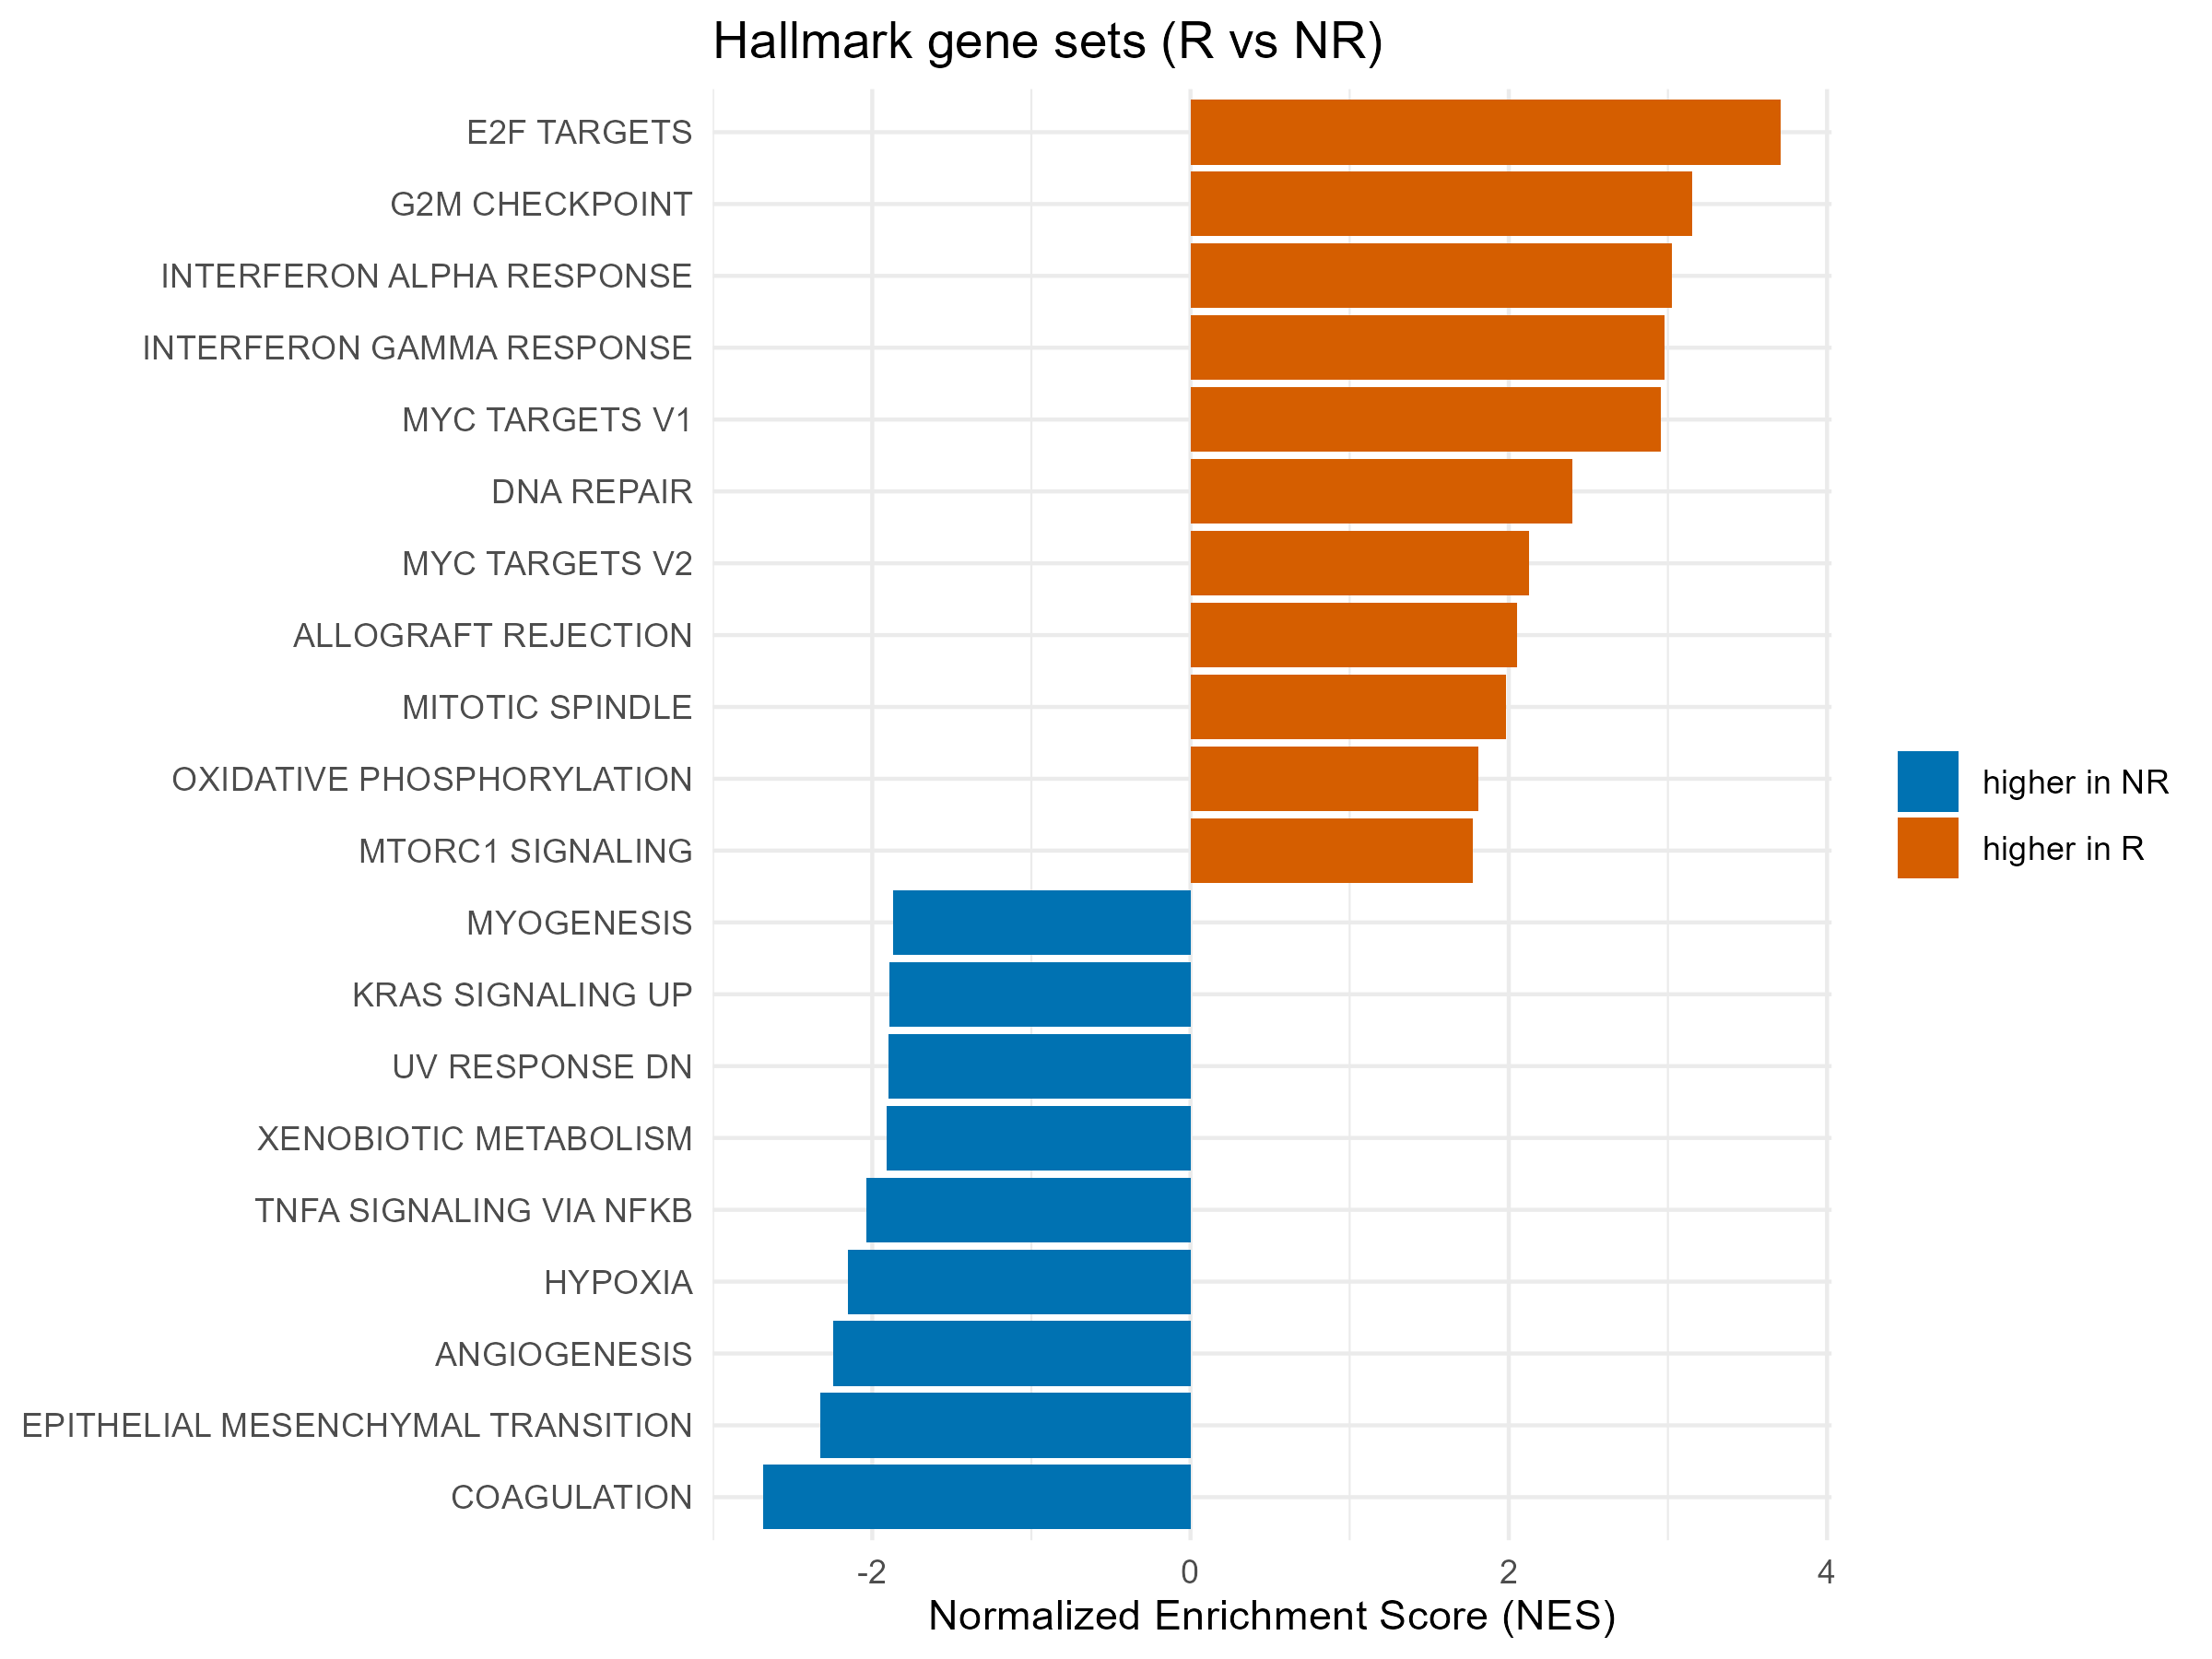 Hallmark gene sets (R vs NR)
E2F TARGETS
G2M CHECKPOINT
INTERFERON ALPHA RESPONSE
INTERFERON GAMMA RESPONSE
MYC TARGETS V1
DNA REPAIR
MYC TARGETS V2
ALLOGRAFT REJECTION
MITOTIC SPINDLE
OXIDATIVE PHOSPHORYLATION
MTORC1 SIGNALING
MYOGENESIS
KRAS SIGNALING UP
UV RESPONSE DN
XENOBIOTIC METABOLISM
TNFA SIGNALING VIA NFKB
HYPOXIA
ANGIOGENESIS
EPITHELIAL MESENCHYMAL TRANSITION
COAGULATION
-2 0 2 4
Normalized Enrichment Score (NES)
higher in NR
higher in R